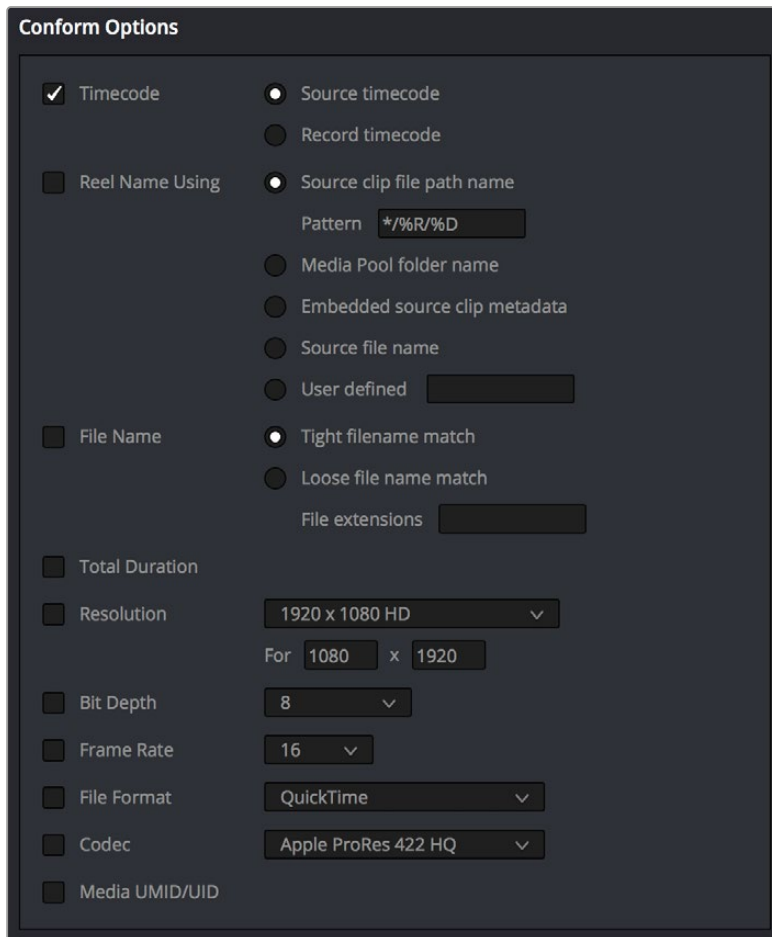 Conform Options
Timecode Source timecode
Record timecode
Reel Name Using Source clip file path name
Pattern */%R/%D
Media Pool folder name
Embedded source clip metadata
Source file name
User defined
File Name Tight filename match
Loose file name match
File extensions
Total Duration
Resolution 1920 x 1080 HD
For 1080 x 1920
Bit Depth 8
Frame Rate 16
File Format QuickTime
Codec Apple ProRes 422 HQ
Media UMID/UID